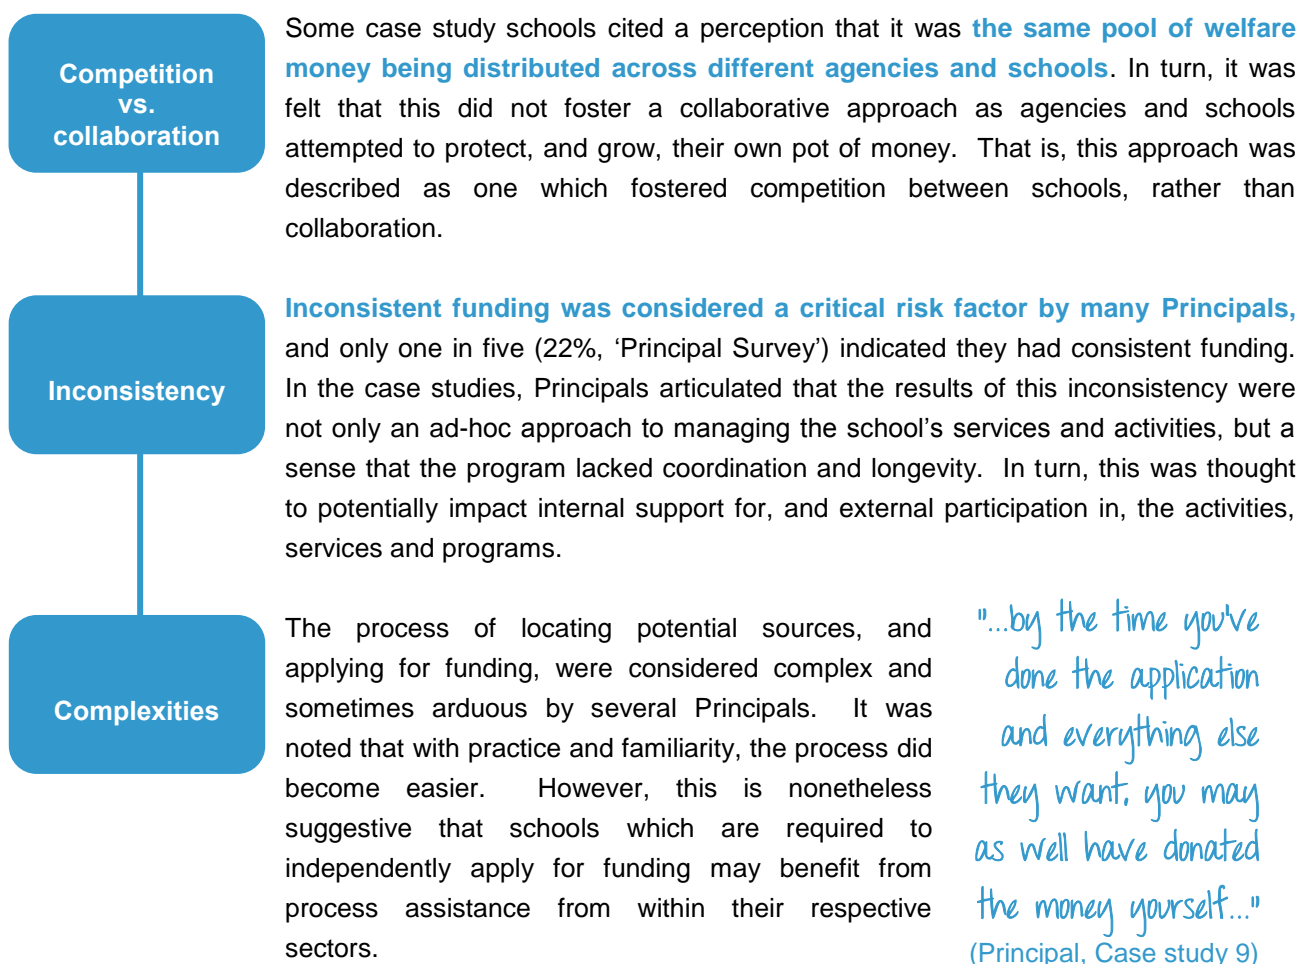 Competition
vs.
collaboration
Some case study schools cited a perception that it was the same pool of welfare
money being distributed across different agencies and schools. In turn, it was
felt that this did not foster a collaborative approach as agencies and schools
attempted to protect, and grow, their own pot of money. That is, this approach was
described as one which fostered competition between schools, rather than
collaboration.
Inconsistency
Inconsistent funding was considered a critical risk factor by many Principals,
and only one in five (22%, ‘Principal Survey’) indicated they had consistent funding.
In the case studies, Principals articulated that the results of this inconsistency were
not only an ad-hoc approach to managing the school’s services and activities, but a
sense that the program lacked coordination and longevity. In turn, this was thought
to potentially impact internal support for, and external participation in, the activities,
services and programs.
Complexities
The process of locating potential sources, and
applying for funding, were considered complex and
sometimes arduous by several Principals. It was
noted that with practice and familiarity, the process did
become easier. However, this is nonetheless
suggestive that schools which are required to
independently apply for funding may benefit from
process assistance from within their respective
sectors.
"...by the time you've
done the application
and everything else
they want, you may
as well have donated
the money yourself..."
(Principal, Case study 9)